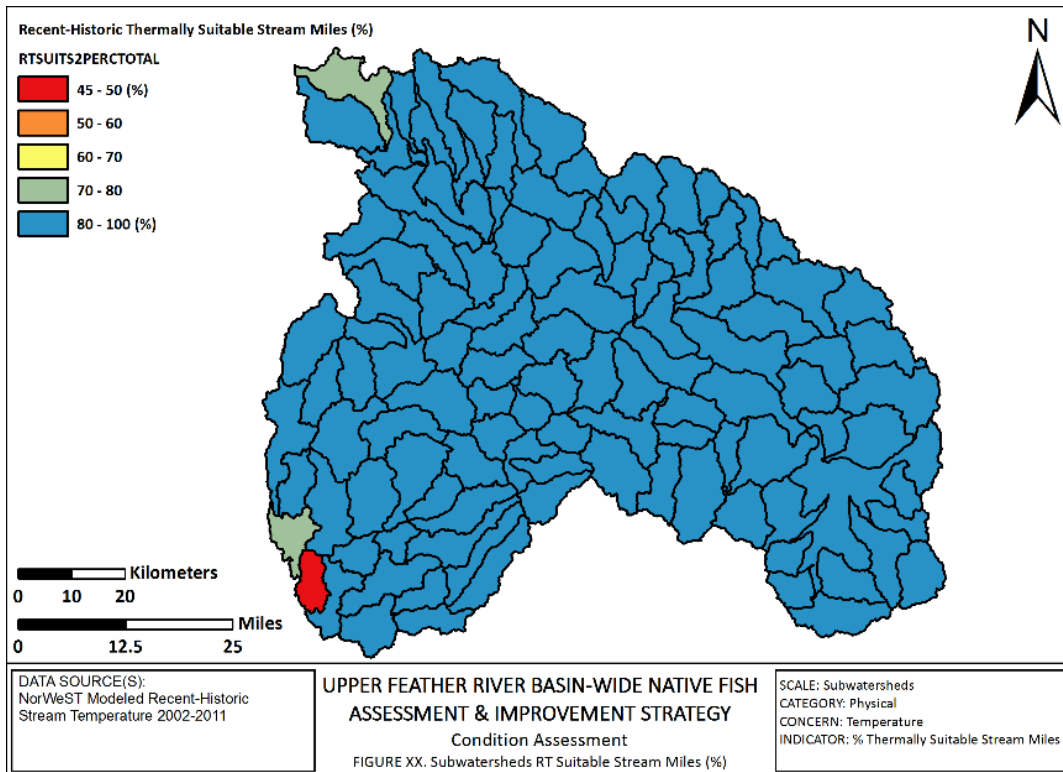 Recent-Historic Thermally Suitable Stream Miles (%)
RTSUITS2PERCTOTAL
45 - 50 (%)
50 - 60
60 - 70
70 - 80
80 - 100 (%)
N
Kilometers
0 10 20
Miles
0 12.5 25
DATA SOURCE(S):
NorWeST Modeled Recent-Historic
Stream Temperature 2002-2011
UPPER FEATHER RIVER BASIN-WIDE NATIVE FISH
ASSESSMENT & IMPROVEMENT STRATEGY
Condition Assessment
FIGURE XX. Subwatersheds RT Suitable Stream Miles (%)
SCALE: Subwatersheds
CATEGORY: Physical
CONCERN: Temperature
INDICATOR: % Thermally Suitable Stream Miles